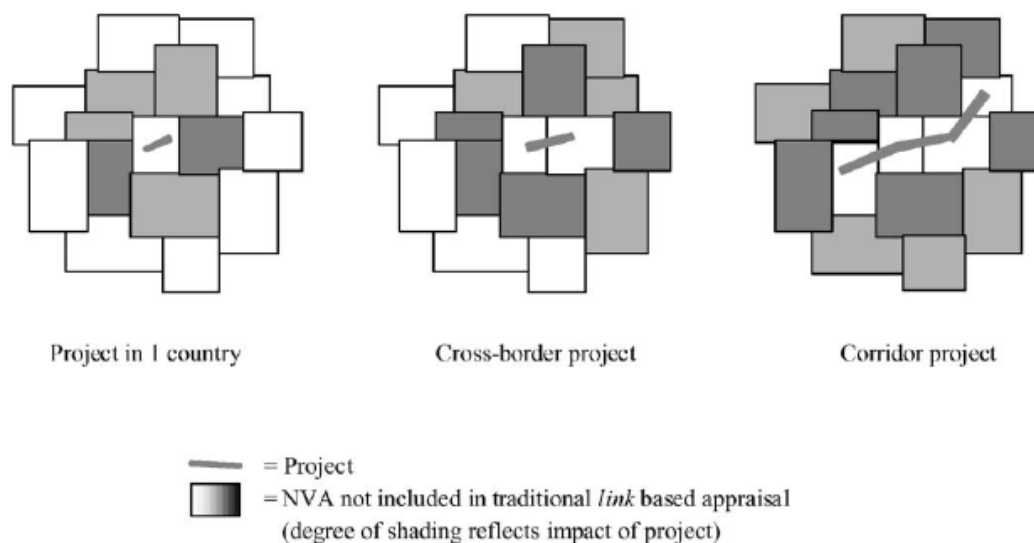 Project in 1 country
Cross-border project
Corridor project
= Project
= NVA not included in traditional link based appraisal
(degree of shading reflects impact of project)